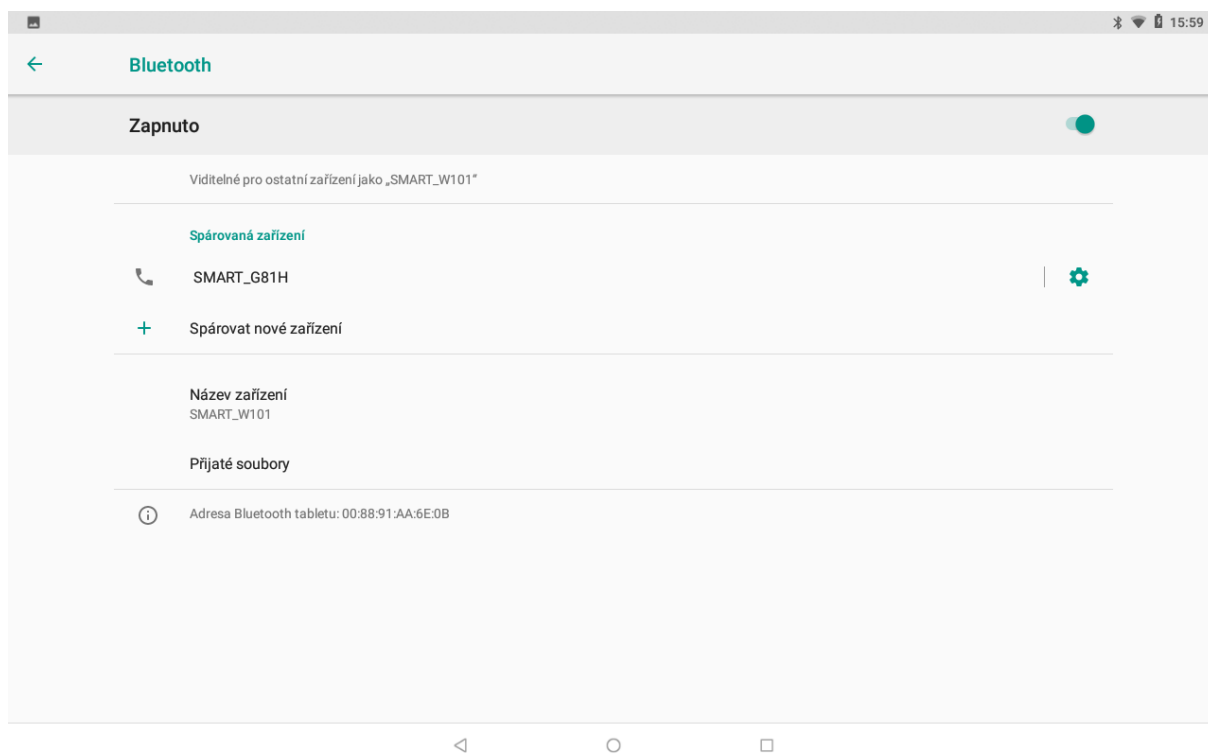 15:59
Bluetooth
Zapnuto
Viditelné pro ostatní zařízení jako „SMART_W101“
Spárovaná zařízení
SMART_G81H
Spárovat nové zařízení
Název zařízení
SMART_W101
Přijaté soubory
Adresa Bluetooth tabletu: 00:88:91:AA:6E:0B